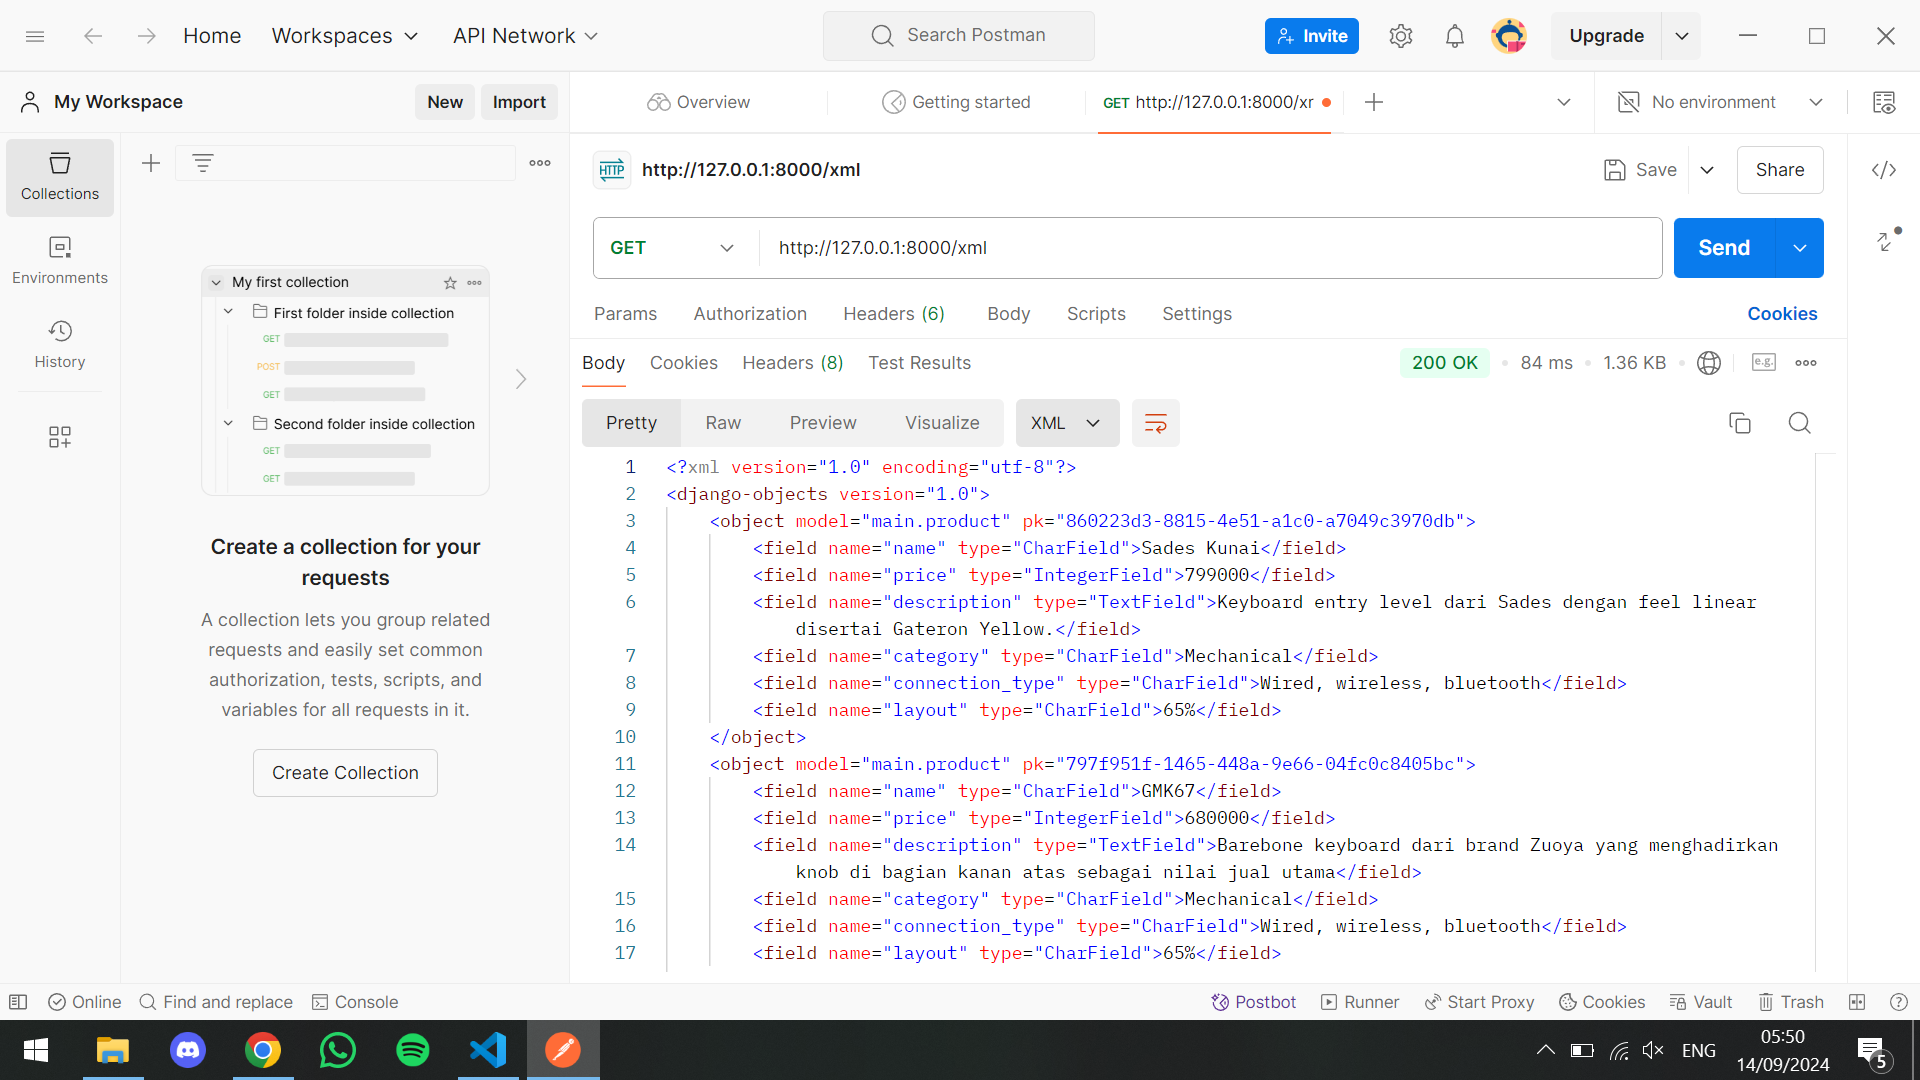 Home
Workspaces
API Network
Search Postman
Invite
Upgrade
My Workspace
New
Import
Overview
Getting started
GET http://127.0.0.1:8000/xr
No environment
Collections
Environments
History
HTTP
http://127.0.0.1:8000/xml
Save
Share
GET
http://127.0.0.1:8000/xml
Send
Params
Authorization
Headers (6)
Body
Scripts
Settings
Cookies
Body
Cookies
Headers (8)
Test Results
200 OK
84 ms
1.36 KB
e.g.
Pretty
Raw
Preview
Visualize
XML
My first collection
First folder inside collection
GET
POST
GET
Second folder inside collection
GET
GET
Create a collection for your
requests
A collection lets you group related
requests and easily set common
authorization, tests, scripts, and
variables for all requests in it.
Create Collection
1 <?xml version="1.0" encoding="utf-8"?>
2 <django-objects version="1.0">
3 <object model="main.product" pk="860223d3-8815-4e51-a1c0-a7049c3970db">
4 <field name="name" type="CharField">Sades Kunai</field>
5 <field name="price" type="IntegerField">799000</field>
6 <field name="description" type="TextField">Keyboard entry level dari Sades dengan feel linear
disertai Gateron Yellow.</field>
7 <field name="category" type="CharField">Mechanical</field>
8 <field name="connection_type" type="CharField">Wired, wireless, bluetooth</field>
9 <field name="layout" type="CharField">65%</field>
10 </object>
11 <object model="main.product" pk="797f951f-1465-448a-9e66-04fc0c8405bc">
12 <field name="name" type="CharField">GMK67</field>
13 <field name="price" type="IntegerField">680000</field>
14 <field name="description" type="TextField">Barebone keyboard dari brand Zuoya yang menghadirkan
knob di bagian kanan atas sebagai nilai jual utama</field>
15 <field name="category" type="CharField">Mechanical</field>
16 <field name="connection_type" type="CharField">Wired, wireless, bluetooth</field>
17 <field name="layout" type="CharField">65%</field>
Online
Find and replace
Console
Postbot
Runner
Start Proxy
Cookies
Vault
Trash
ENG
05:50
14/09/2024
5